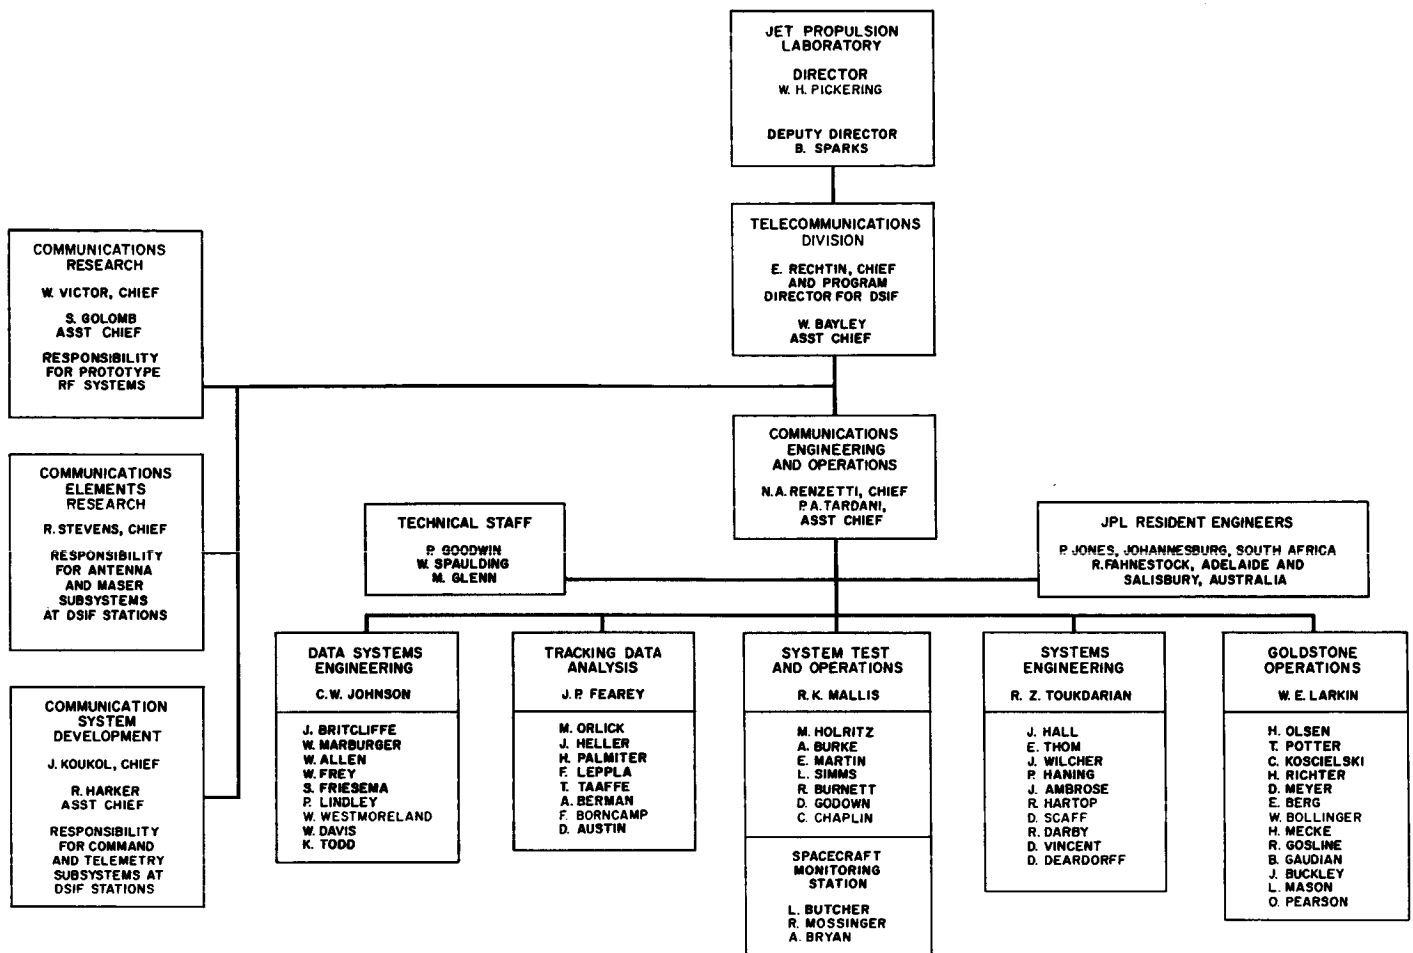 JET PROPULSION
LABORATORY
DIRECTOR
W. H. PICKERING
DEPUTY DIRECTOR
B. SPARKS
TELECOMMUNICATIONS
DIVISION
E. RECHTIN, CHIEF
AND PROGRAM
DIRECTOR FOR DSIF
W. BAYLEY
ASST CHIEF
COMMUNICATIONS
RESEARCH
W. VICTOR, CHIEF
S. GOLOMB
ASST CHIEF
RESPONSIBILITY
FOR PROTOTYPE
RF SYSTEMS
COMMUNICATIONS
ELEMENTS
RESEARCH
R. STEVENS, CHIEF
RESPONSIBILITY
FOR ANTENNA
AND MASER
SUBSYSTEMS
AT DSIF STATIONS
COMMUNICATION
SYSTEM
DEVELOPMENT
J. KOUKOL, CHIEF
R. HARKER
ASST CHIEF
RESPONSIBILITY
FOR COMMAND
AND TELEMETRY
SUBSYSTEMS AT
DSIF STATIONS
COMMUNICATIONS
ENGINEERING
AND OPERATIONS
N.A. RENZETTI, CHIEF
P.A. TARDANI,
ASST CHIEF
TECHNICAL STAFF
P. GOODWIN
W. SPAULDING
M. GLENN
JPL RESIDENT ENGINEERS
P. JONES, JOHANNESBURG, SOUTH AFRICA
R. FAHNESTOCK, ADELAIDE AND
SALISBURY, AUSTRALIA
DATA SYSTEMS
ENGINEERING
C.W. JOHNSON
J. BRITCLIFFE
W. MARBURGER
W. ALLEN
W. FREY
S. FRIESEMA
P. LINDLEY
W. WESTMORELAND
W. DAVIS
K. TODD
TRACKING DATA
ANALYSIS
J. P. FEAREY
M. ORLICK
J. HELLER
H. PALMITER
F. LEPPLA
T. TAAFFE
A. BERMAN
F. BORNCAMP
D. AUSTIN
SYSTEM TEST
AND OPERATIONS
R.K. MALLIS
M. HOLRITZ
A. BURKE
E. MARTIN
L. SIMMS
R. BURNETT
D. GODOWN
C. CHAPLIN
SPACECRAFT
MONITORING
STATION
L. BUTCHER
R. MOSSINGER
A. BRYAN
SYSTEMS
ENGINEERING
R. Z. TOUKDARIAN
J. HALL
E. THOM
J. WILCHER
P. HANING
J. AMBROSE
R. HARTOP
D. SCAFF
R. DARBY
D. VINCENT
D. DEARDORFF
GOLDSTONE
OPERATIONS
W. E. LARKIN
H. OLSEN
T. POTTER
C. KOSCIELSKI
H. RICHTER
D. MEYER
E. BERG
W. BOLLINGER
H. MECKE
R. GOSLINE
B. GAUDIAN
J. BUCKLEY
L. MASON
O. PEARSON